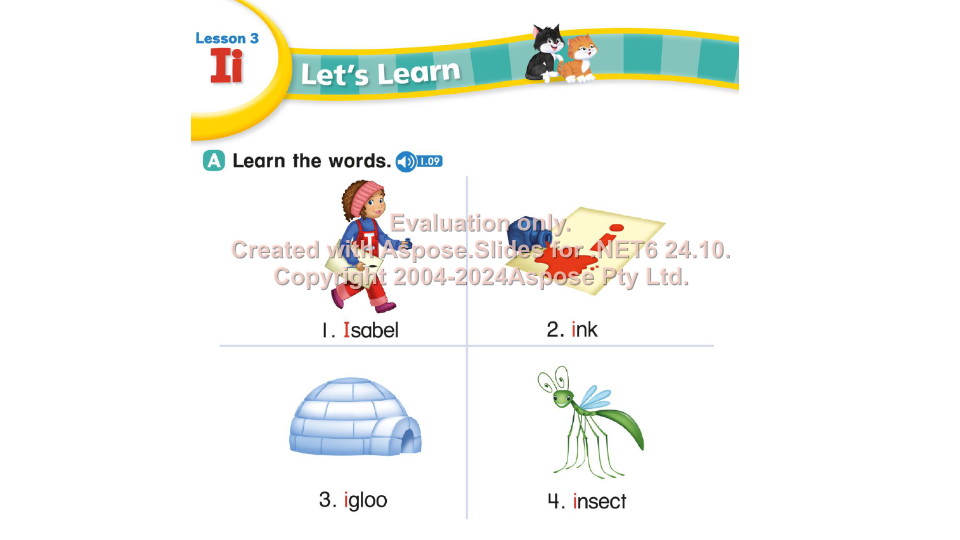 Lesson 3
Ii
Let's Learn
A Learn the words. 1.09
I
Evaluation only.
Created with Aspose.Slides for .NET6 24.10.
Copyright 2004-2024Aspose Pty Ltd.
1. Isabel
2. ink
3. igloo
4. insect